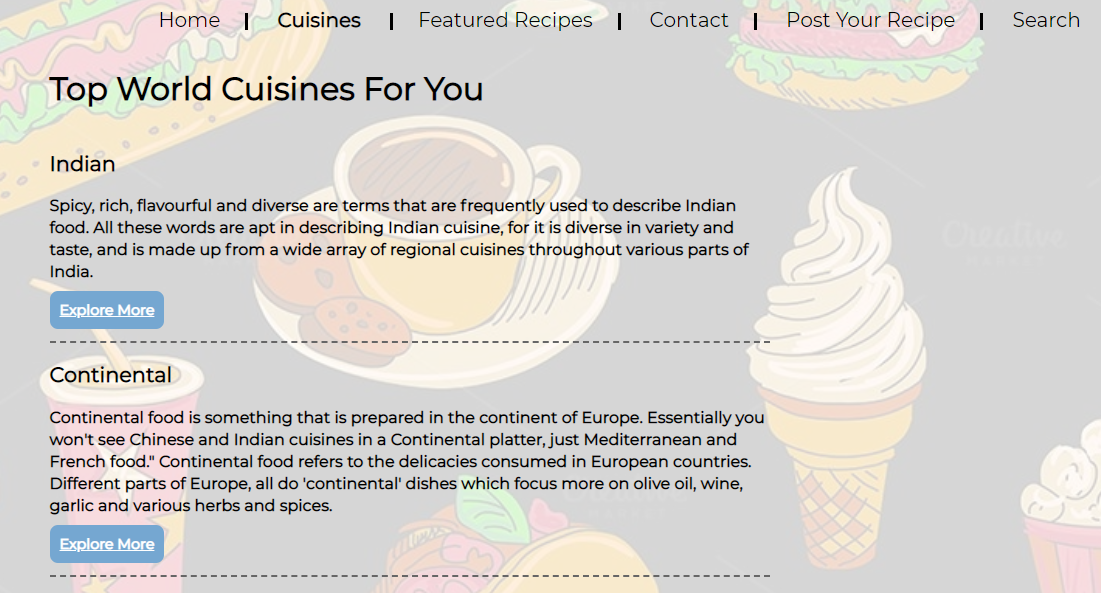 Home | Cuisines | Featured Recipes | Contact | Post Your Recipe | Search
Top World Cuisines For You
Indian
Spicy, rich, flavourful and diverse are terms that are frequently used to describe Indian
food. All these words are apt in describing Indian cuisine, for it is diverse in variety and
taste, and is made up from a wide array of regional cuisines throughout various parts of
India.
Explore More
Continental
Continental food is something that is prepared in the continent of Europe. Essentially you
won't see Chinese and Indian cuisines in a Continental platter, just Mediterranean and
French food." Continental food refers to the delicacies consumed in European countries.
Different parts of Europe, all do 'continental' dishes which focus more on olive oil, wine,
garlic and various herbs and spices.
Explore More
Creative
MARKET